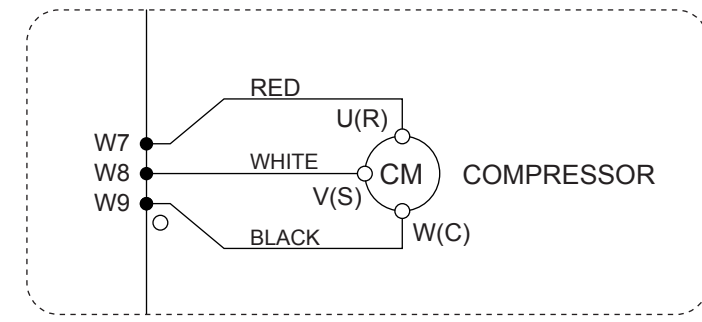 RED
U(R)
W7
W8
WHITE
CM
COMPRESSOR
V(S)
W9
BLACK
W(C)